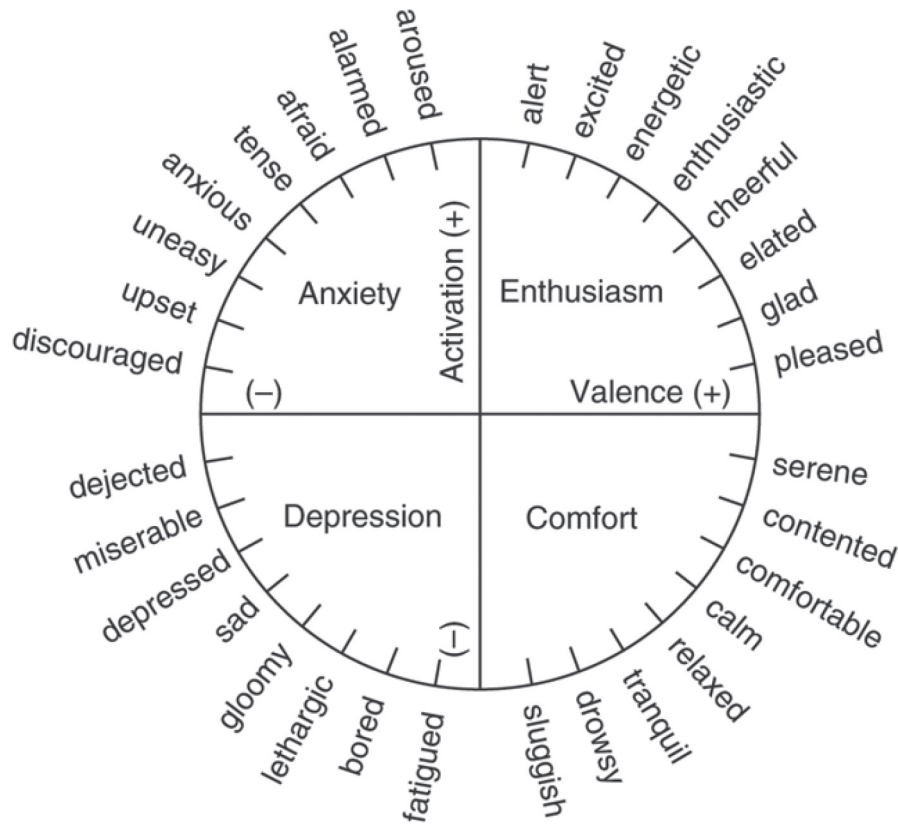 aroused
alarmed
afraid
tense
anxious
uneasy
upset
discouraged
alert
excited
energetic
enthusiastic
cheerful
elated
glad
pleased
Anxiety
Activation (+)
Enthusiasm
(–)
Valence (+)
Depression
Comfort
(–)
dejected
miserable
depressed
sad
gloomy
lethargic
bored
fatigued
serene
contented
comfortable
calm
relaxed
tranquil
drowsy
sluggish